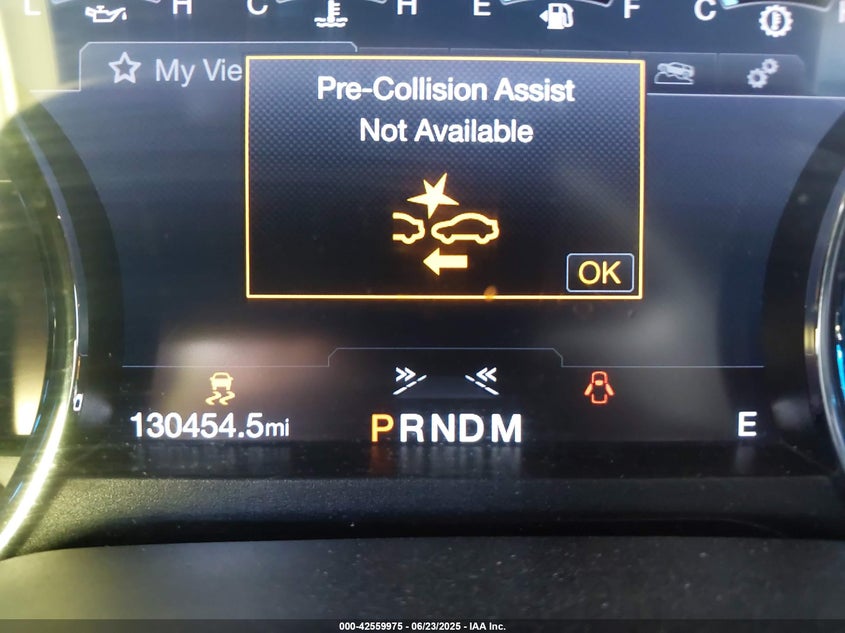 L H C H E F C
My Vie
Pre-Collision Assist
Not Available
OK
130454.5mi PRNDM E
000-42559975 - 06/23/2025 - IAA Inc.